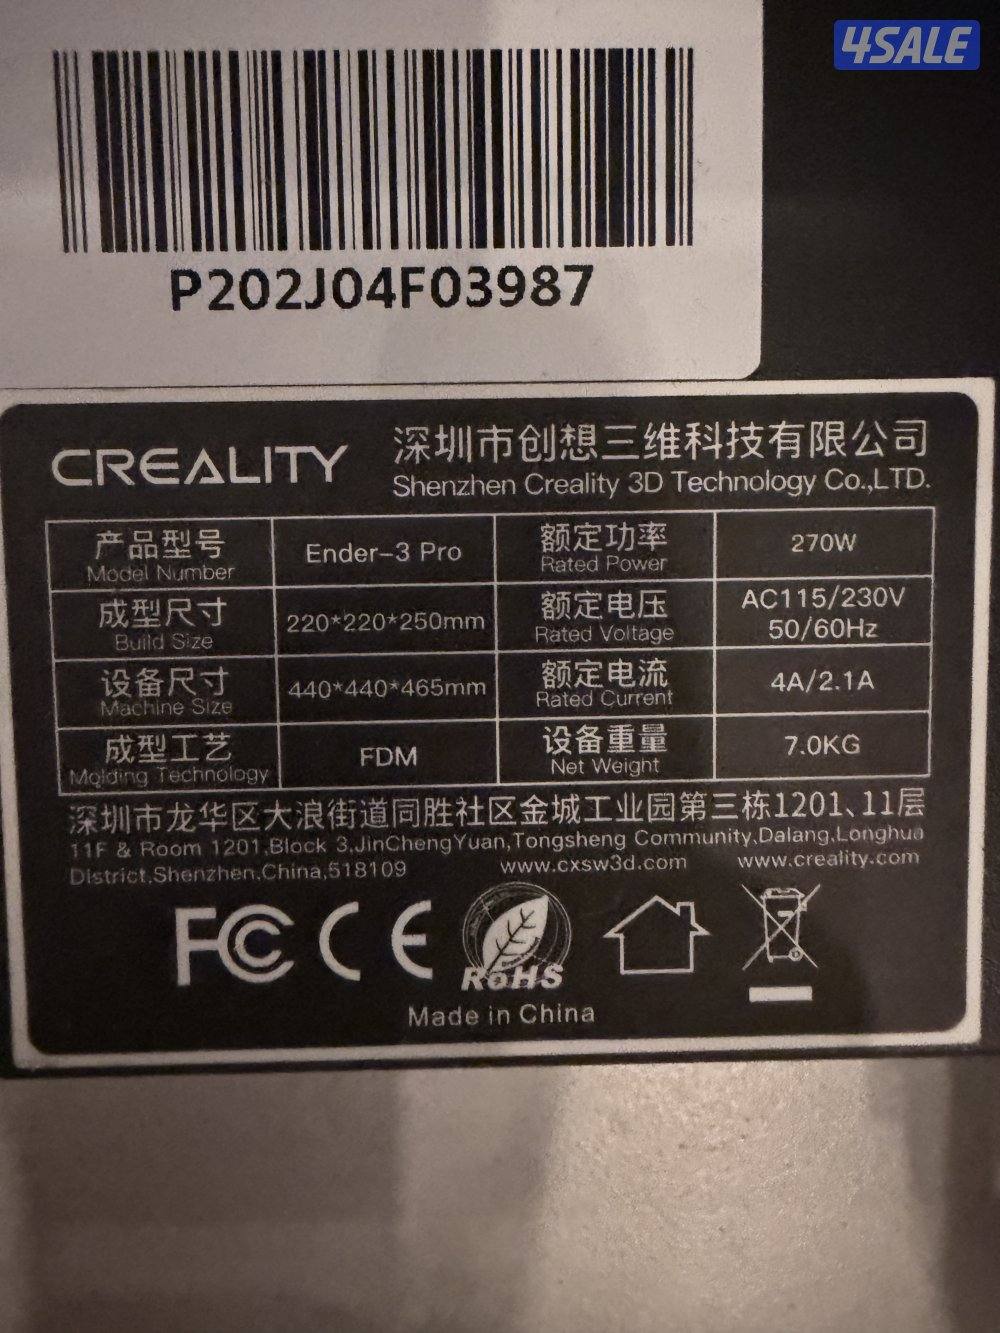 4SALE
P202J04F03987
CREALITY
深圳市创想三维科技有限公司
Shenzhen Creality 3D Technology Co.,LTD.
产品型号 Ender-3 Pro 额定功率 270W
Model Number Rated Power
成型尺寸 220*220*250mm 额定电压 AC115/230V
Build Size Rated Voltage 50/60Hz
设备尺寸 440*440*465mm 额定电流 4A/2.1A
Machine Size Rated Current
成型工艺 FDM 设备重量 7.0KG
Molding Technology Net Weight
深圳市龙华区大浪街道同胜社区金城工业园第三栋1201、11层
11F & Room 1201,Block 3,JinChengYuan,Tongsheng Community,Dalang,Longhua
District,Shenzhen,China,518109 www.cxsw3d.com www.creality.com
FC CE RoHS
Made in China